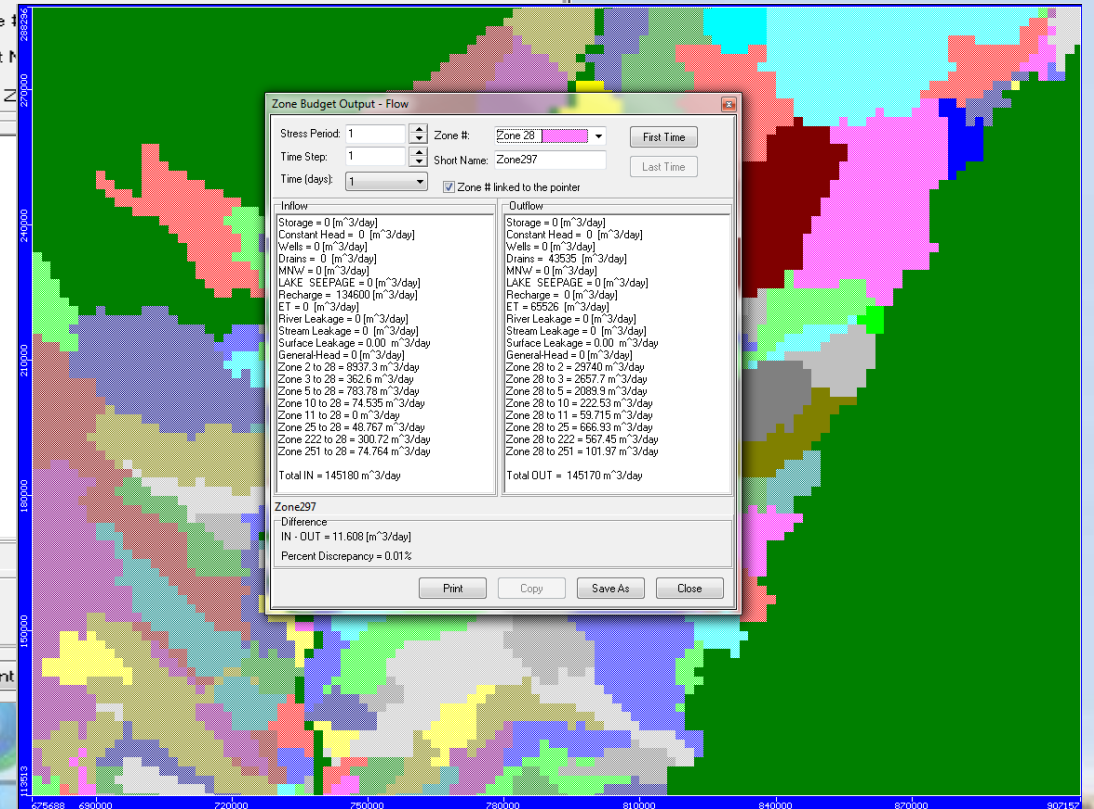 Zone Budget Output - Flow
Stress Period: 1
Zone #: Zone 28
First Time
Time Step: 1
Short Name: Zone297
Last Time
Time (days): 1
Zone # linked to the pointer
Inflow
Storage = 0 [m^3/day]
Constant Head = 0 [m^3/day]
Wells = 0 [m^3/day]
Drains = 0 [m^3/day]
MNW = 0 [m^3/day]
LAKE SEEPAGE = 0 [m^3/day]
Recharge = 134600 [m^3/day]
ET = 0 [m^3/day]
River Leakage = 0 [m^3/day]
Stream Leakage = 0 [m^3/day]
Surface Leakage = 0.00 m^3/day
General-Head = 0 [m^3/day]
Zone 2 to 28 = 8937.3 m^3/day
Zone 3 to 28 = 362.6 m^3/day
Zone 5 to 28 = 783.78 m^3/day
Zone 10 to 28 = 74.535 m^3/day
Zone 11 to 28 = 0 m^3/day
Zone 25 to 28 = 48.767 m^3/day
Zone 222 to 28 = 300.72 m^3/day
Zone 251 to 28 = 74.764 m^3/day
Total IN = 145180 m^3/day
Outflow
Storage = 0 [m^3/day]
Constant Head = 0 [m^3/day]
Wells = 0 [m^3/day]
Drains = 43535 [m^3/day]
MNW = 0 [m^3/day]
LAKE SEEPAGE = 0 [m^3/day]
Recharge = 0 [m^3/day]
ET = 65526 [m^3/day]
River Leakage = 0 [m^3/day]
Stream Leakage = 0 [m^3/day]
Surface Leakage = 0.00 m^3/day
General-Head = 0 [m^3/day]
Zone 28 to 2 = 29740 m^3/day
Zone 28 to 3 = 2657.7 m^3/day
Zone 28 to 5 = 2089.9 m^3/day
Zone 28 to 10 = 222.53 m^3/day
Zone 28 to 11 = 59.715 m^3/day
Zone 28 to 25 = 666.93 m^3/day
Zone 28 to 222 = 567.45 m^3/day
Zone 28 to 251 = 101.97 m^3/day
Total OUT = 145170 m^3/day
Zone297
Difference
IN - OUT = 11.608 [m^3/day]
Percent Discrepancy = 0.01%
Print
Copy
Save As
Close
288296
270000
240000
210000
180000
150000
113513
675688 690000 720000 750000 780000 810000 840000 870000 907157